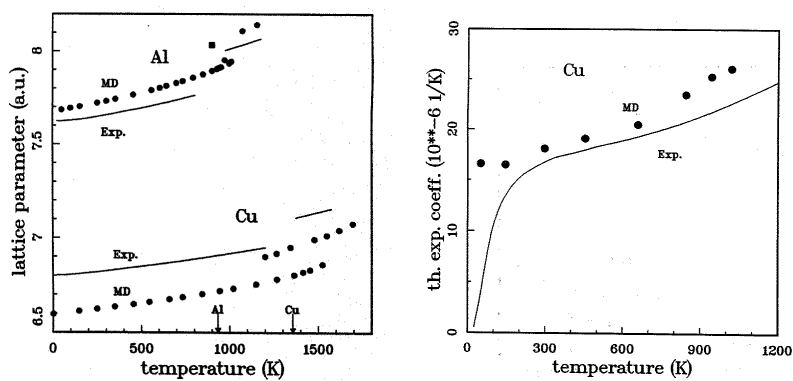 8
7.5
7
6.5
lattice parameter (a.u.)
Al
MD
Exp.
Cu
Exp.
MD
Al
Cu
0
500
1000
1500
temperature (K)
30
20
10
0
th. exp. coeff. (10**-6 1/K)
Cu
MD
Exp.
0
300
600
900
1200
temperature (K)